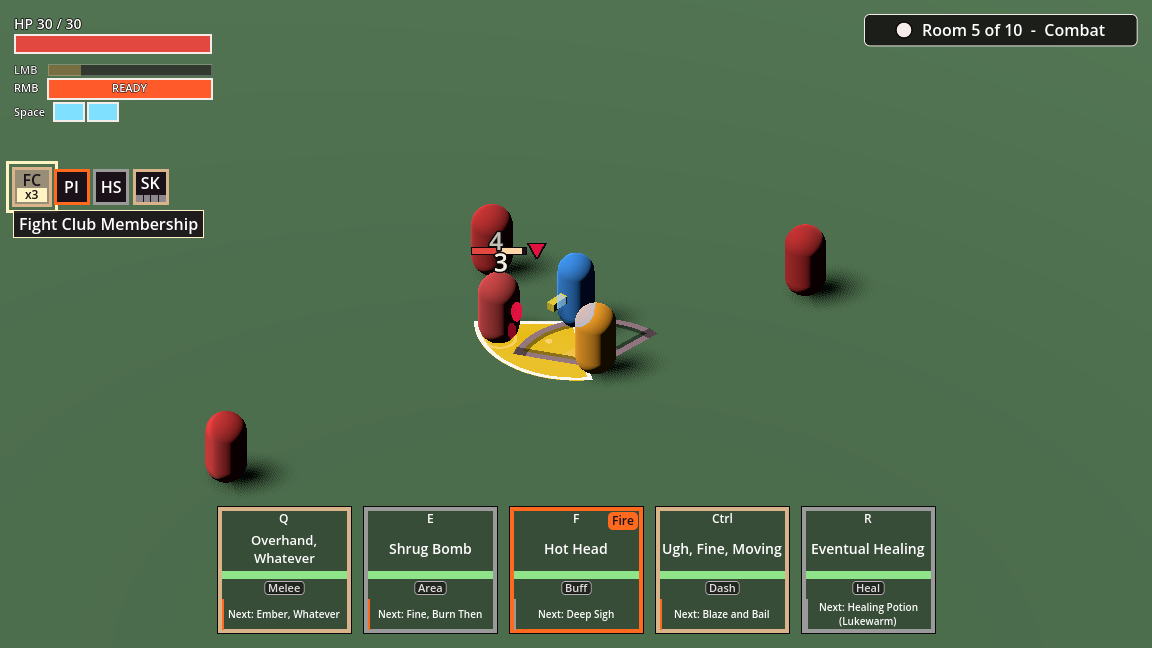 HP 30 / 30
Room 5 of 10 - Combat
LMB
RMB READY
Space
FC x3 PI HS SK
Fight Club Membership
4
3
Q
Overhand, Whatever
Melee
Next: Ember, Whatever
E
Shrug Bomb
Area
Next: Fine, Burn Then
F Fire
Hot Head
Buff
Next: Deep Sigh
Ctrl
Ugh, Fine, Moving
Dash
Next: Blaze and Bail
R
Eventual Healing
Heal
Next: Healing Potion
(Lukewarm)